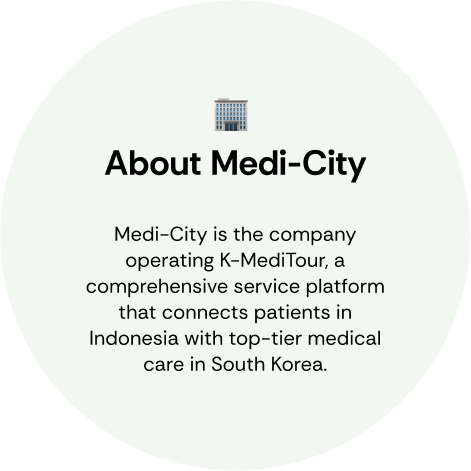 About Medi-City
Medi-City is the company
operating K-MediTour, a
comprehensive service platform
that connects patients in
Indonesia with top-tier medical
care in South Korea.